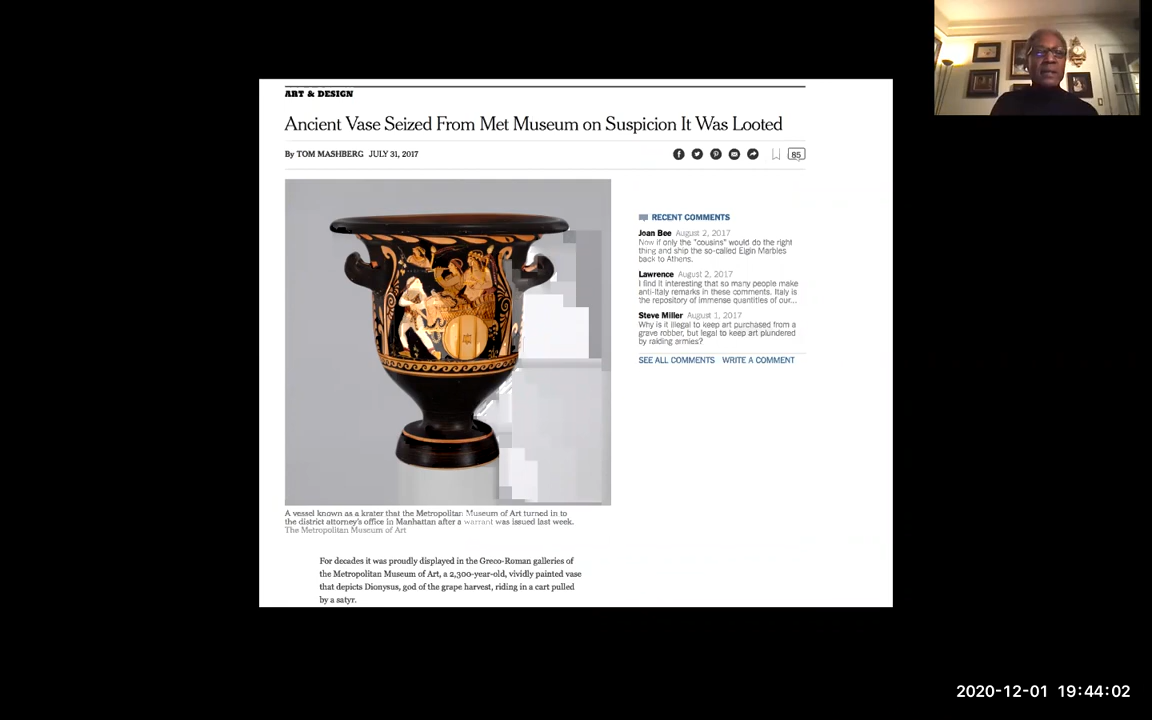 ART & DESIGN
Ancient Vase Seized From Met Museum on Suspicion It Was Looted
By TOM MASHBERG JULY 31, 2017
85
RECENT COMMENTS
Joan Bee August 2, 2017
Now if only the "cousins" would do the right
thing and ship the so-called Elgin Marbles
back to Athens.
Lawrence August 2, 2017
I find it interesting that so many people make
anti-Italy remarks in these comments. Italy is
the repository of immense quantities of our...
Steve Miller August 1, 2017
Why is it illegal to keep art purchased from a
grave robber, but legal to keep art plundered
by raiding armies?
SEE ALL COMMENTS WRITE A COMMENT
A vessel known as a krater that the Metropolitan Museum of Art turned in to
the district attorney's office in Manhattan after a warrant was issued last week.
The Metropolitan Museum of Art
For decades it was proudly displayed in the Greco-Roman galleries of
the Metropolitan Museum of Art, a 2,300-year-old, vividly painted vase
that depicts Dionysus, god of the grape harvest, riding in a cart pulled
by a satyr.
2020-12-01 19:44:02